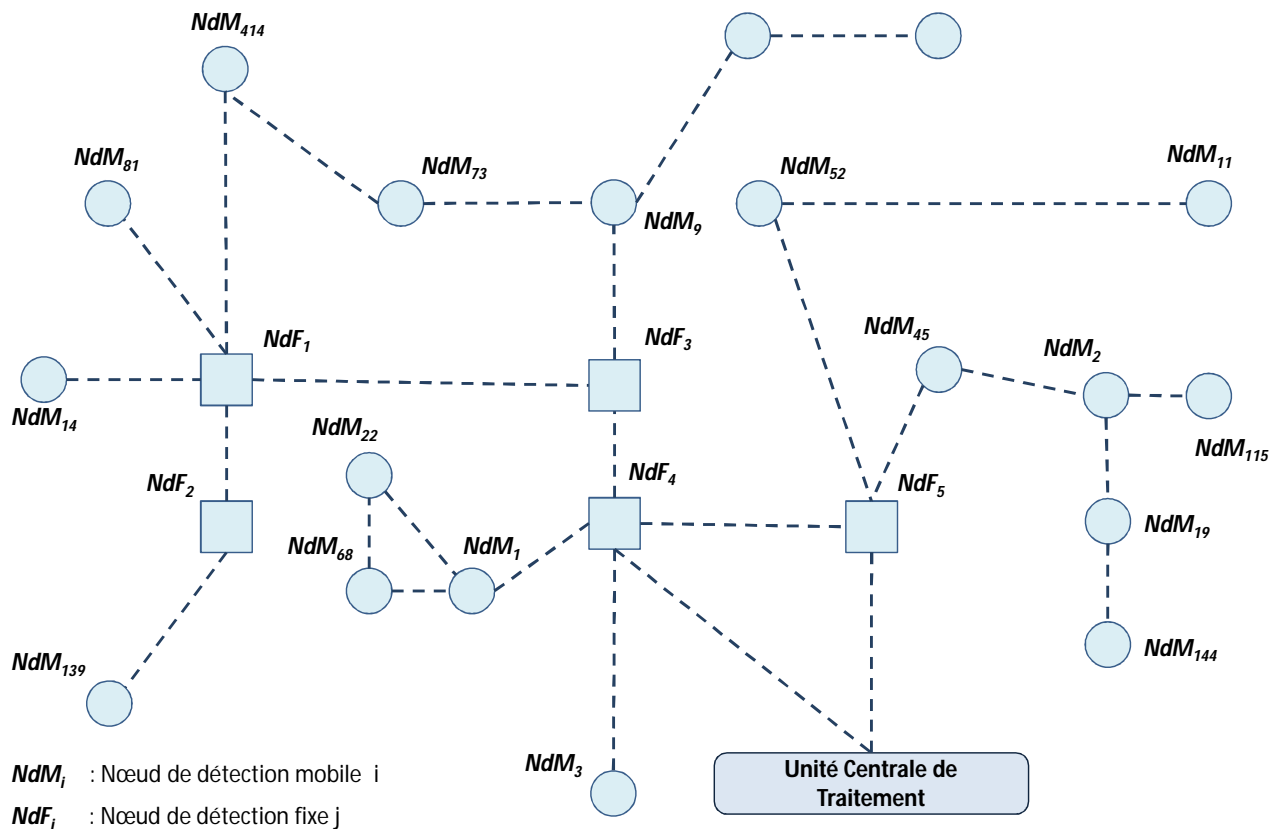 NdM414
NdM81
NdM73
NdM52
NdM11
NdM9
NdF1
NdF3
NdM45
NdM2
NdM14
NdM22
NdM115
NdF2
NdF4
NdF5
NdM68
NdM1
NdM19
NdM139
NdM144
NdM3
Unité Centrale de
Traitement
NdMi : Nœud de détection mobile i
NdFi : Nœud de détection fixe j